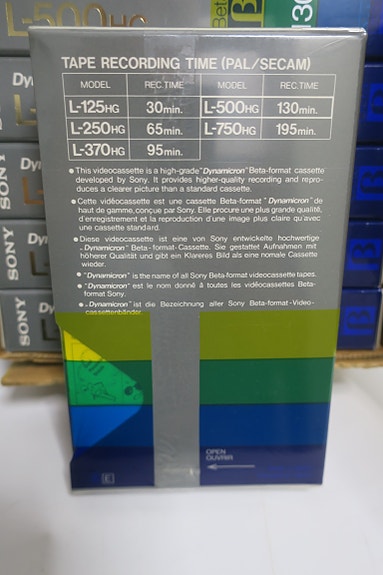 L-500HG
Beta
130
TAPE RECORDING TIME (PAL/SECAM)
MODEL REC.TIME MODEL REC.TIME
L-125HG 30min. L-500HG 130min.
L-250HG 65min. L-750HG 195min.
L-370HG 95min.
• This videocassette is a high-grade "Dynamicron" Beta-format cassette
developed by Sony. It provides higher-quality recording and repro-
duces a clearer picture than a standard cassette.
• Cette vidéocassette est une cassette Beta-format "Dynamicron" de
haut de gamme, conçue par Sony. Elle procure une plus grande qualité,
d'enregistrement et la reproduction d'une image plus claire qu'avec
une cassette standard.
• Diese videocassette ist eine von Sony entwickelte hochwertige
„Dynamicron" Beta-format-Cassette. Sie gestattet Aufnahmen mit
höherer Qualität und gibt ein Klareres Bild als eine nomale Cassette
wieder.
• "Dynamicron" is the name of all Sony Beta-format videocassette tapes.
• "Dynamicron" est le nom donné à toutes les vidéocassettes Beta-
format Sony.
• „Dynamicron" ist die Bezeichnung aller Sony Beta-format-Video-
cassettenbänder.
OPEN
OUVRIR
E
SONY
SONY
SONY
SONY